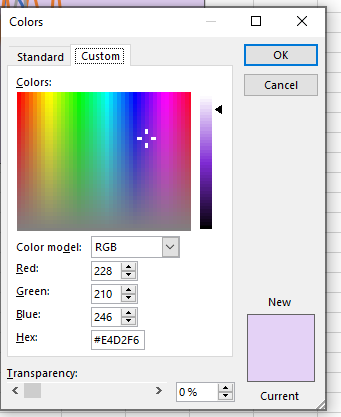 Colors
Standard
Custom
OK
Cancel
Colors:
Color model: RGB
Red: 228
Green: 210
Blue: 246
Hex: #E4D2F6
New
Transparency:
0 %
Current